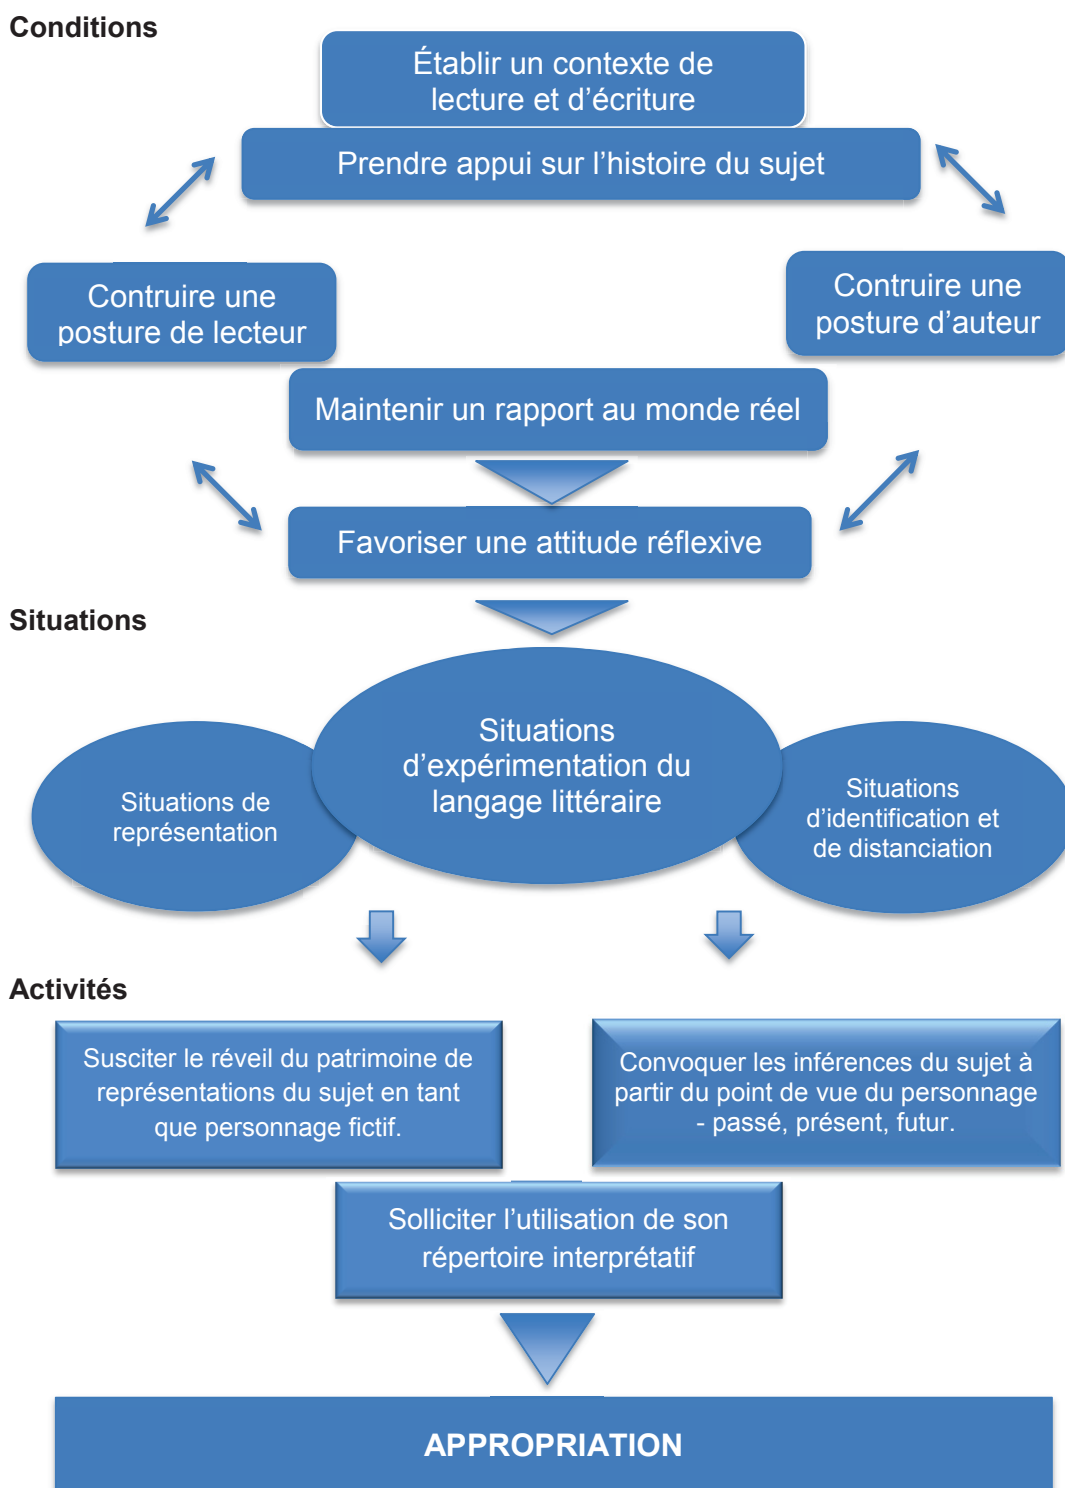 Conditions
Établir un contexte de
lecture et d’écriture
Prendre appui sur l’histoire du sujet
Contruire une
posture de lecteur
Contruire une
posture d’auteur
Maintenir un rapport au monde réel
Favoriser une attitude réflexive
Situations
Situations
d’expérimentation du
langage littéraire
Situations de
représentation
Situations
d’identification et
de distanciation
Activités
Susciter le réveil du patrimoine de
représentations du sujet en tant
que personnage fictif.
Convoquer les inférences du sujet à
partir du point de vue du personnage
- passé, présent, futur.
Solliciter l’utilisation de son
répertoire interprétatif
APPROPRIATION